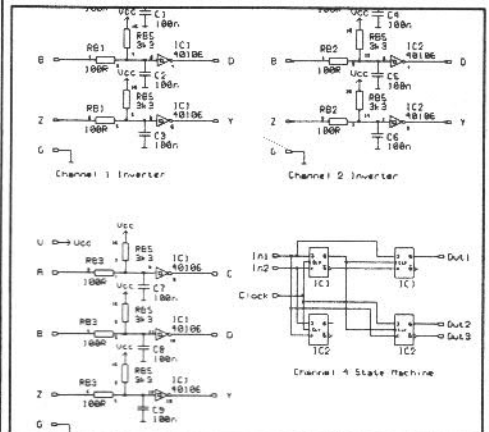 Vcc C1
100n
RB5
3k3
IC1
40106
B RB1 D
100R
Vcc C2
100n
RB5
3k3
IC1
40106
Z RB1 Y
100R
C3
100n
G
Channel 1 Inverter
Vcc C4
100n
RB5
3k3
IC2
40106
B RB2 D
100R
Vcc C5
100n
RB5
3k3
IC2
40106
Z RB2 Y
100R
C6
100n
G
Channel 2 Inverter
V Vcc
Vcc
RB5
3k3
IC1
40106
A RB3 C
100R
Vcc C7
100n
RB5
3k3
IC1
40106
B RB3 D
100R
Vcc C8
100n
RB5
3k3
IC1
40106
Z RB3 Y
100R
C9
100n
G
In1 Out1
In2
IC1 IC1
Clock
Out2
Out3
IC2 IC2
Channel 4 State Machine